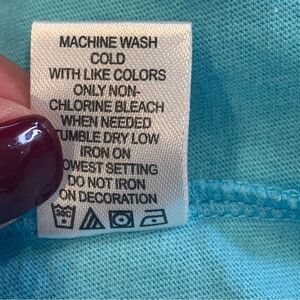 MACHINE WASH
COLD
WITH LIKE COLORS
ONLY NON-
CHLORINE BLEACH
WHEN NEEDED
TUMBLE DRY LOW
IRON ON
LOWEST SETTING
DO NOT IRON
ON DECORATION